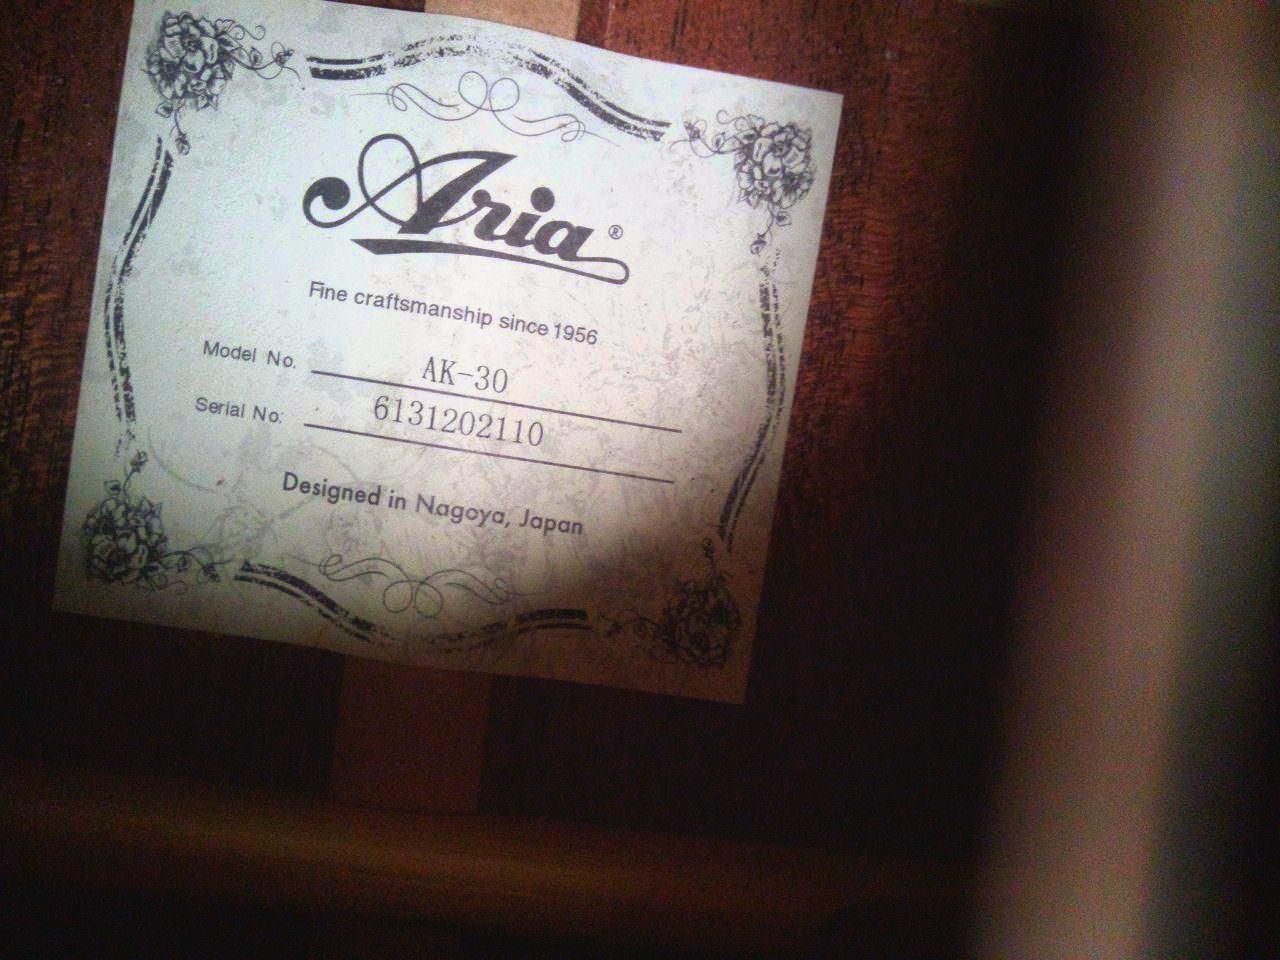 Aria®
Fine craftsmanship since 1956
Model No. AK-30
Serial No. 6131202110
Designed in Nagoya, Japan